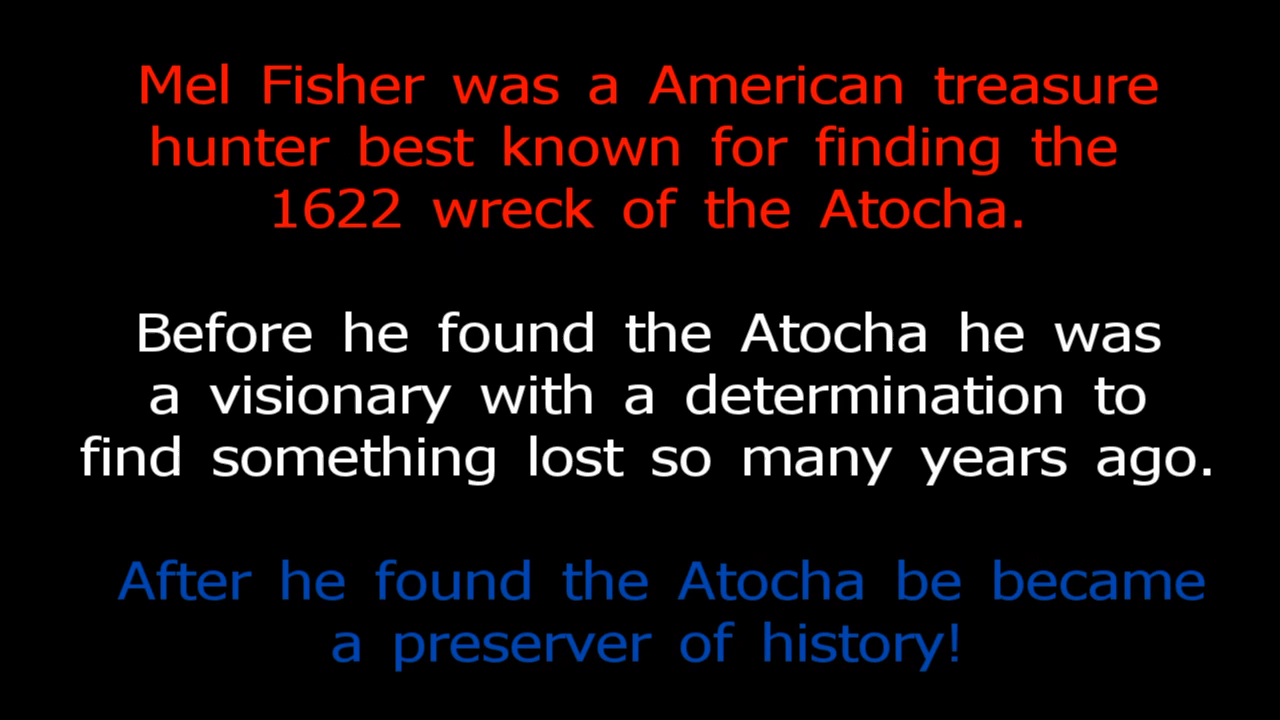 Mel Fisher was a American treasure
hunter best known for finding the
1622 wreck of the Atocha.
Before he found the Atocha he was
a visionary with a determination to
find something lost so many years ago.
After he found the Atocha be became
a preserver of history!